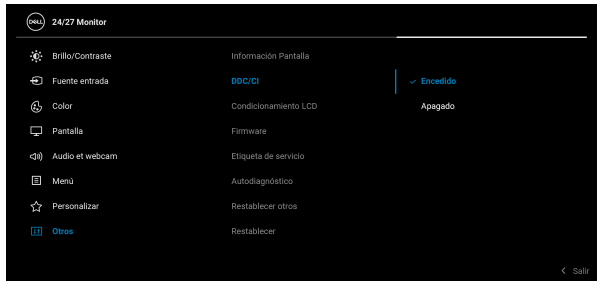 DELL 24/27 Monitor
Brillo/Contraste Información Pantalla
Fuente entrada DDC/CI Encedido
Color Condicionamiento LCD Apagado
Pantalla Firmware
Audio et webcam Etiqueta de servicio
Menú Autodiagnóstico
Personalizar Restablecer otros
Otros Restablecer
Salir